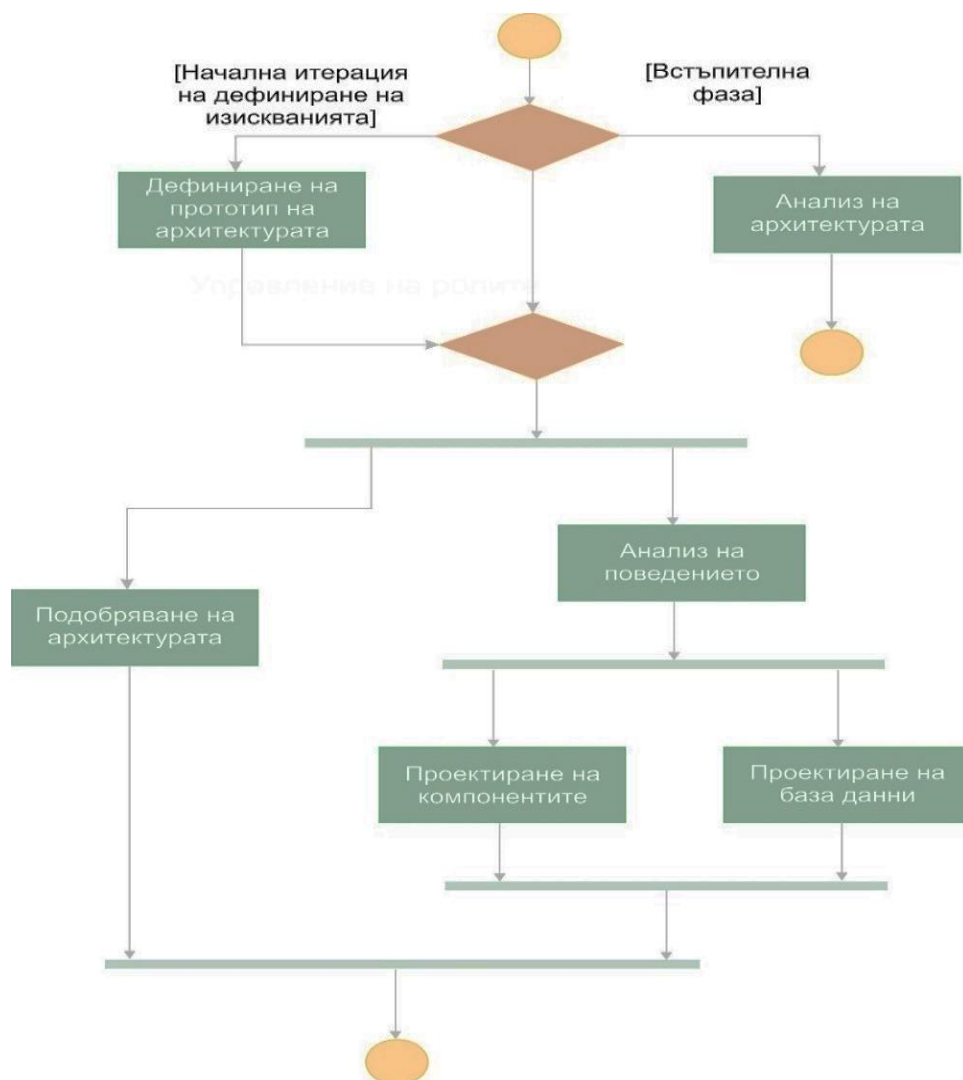 [Начална итерация
на дефиниране на
изискванията]
[Встъпителна
фаза]
Дефиниране на
прототип на
архитектурата
Анализ на
архитектурата
Управление на ролите
Анализ на
поведението
Подобряване на
архитектурата
Проектиране на
компонентите
Проектиране на
база данни